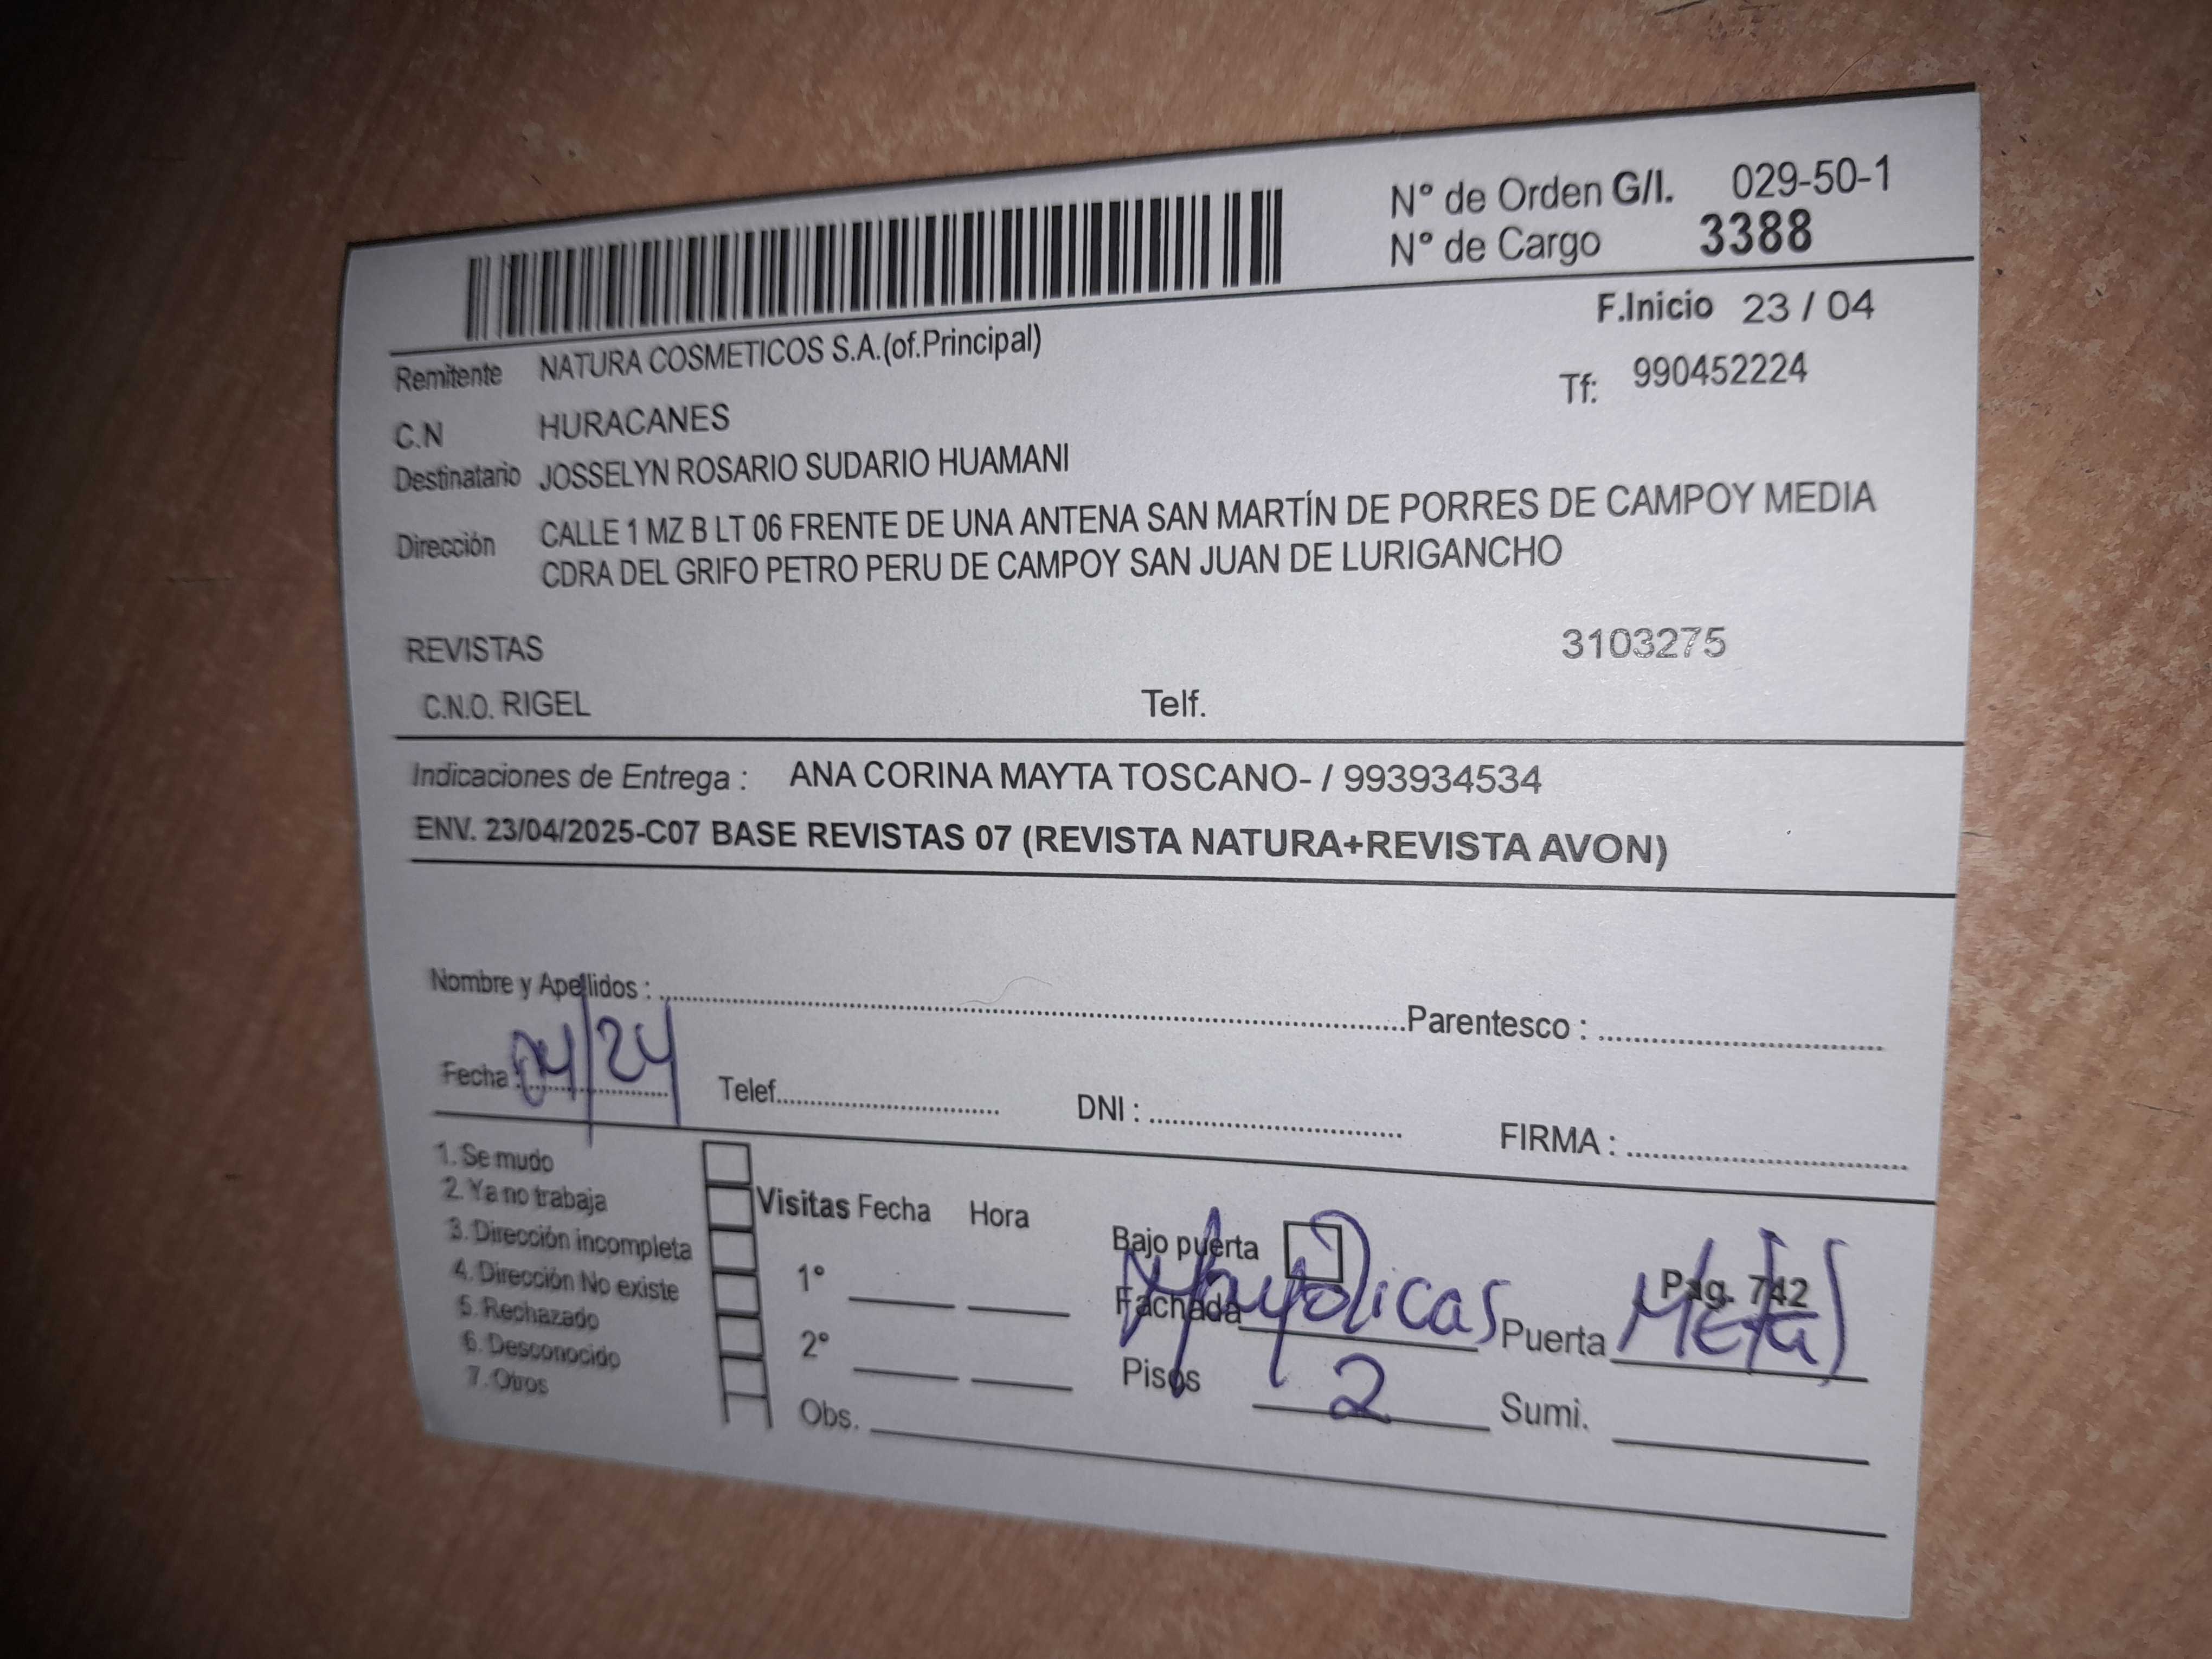 N° de Orden G/I. 029-50-1
N° de Cargo 3388
F.Inicio 23 / 04
Remitente NATURA COSMETICOS S.A.(of.Principal)
Tf: 990452224
C.N HURACANES
Destinatario JOSSELYN ROSARIO SUDARIO HUAMANI
Dirección CALLE 1 MZ B LT 06 FRENTE DE UNA ANTENA SAN MARTÍN DE PORRES DE CAMPOY MEDIA
CDRA DEL GRIFO PETRO PERU DE CAMPOY SAN JUAN DE LURIGANCHO
REVISTAS 3103275
C.N.O. RIGEL Telf.
Indicaciones de Entrega : ANA CORINA MAYTA TOSCANO- / 993934534
ENV. 23/04/2025-C07 BASE REVISTAS 07 (REVISTA NATURA+REVISTA AVON)
Nombre y Apellidos : Parentesco :
Fecha : 04/24 Telef. DNI : FIRMA :
1. Se mudo
2. Ya no trabaja
3. Dirección incompleta
4. Dirección No existe
5. Rechazado
6. Desconocido
7. Otros
Visitas Fecha Hora
1°
2°
Obs.
Bajo puerta
Pag. 742
Fachada Mayolicas Puerta Metal
Pisos 2 Sumi.